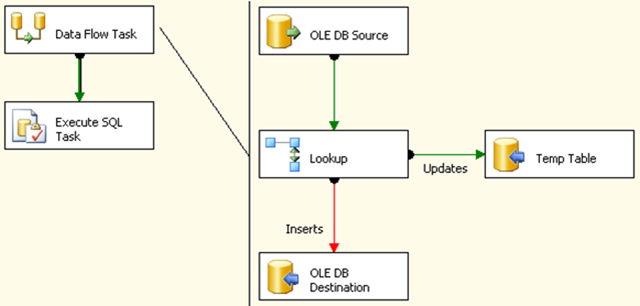 Data Flow Task
Execute SQL
Task
OLE DB Source
Lookup
Updates
Temp Table
Inserts
OLE DB
Destination